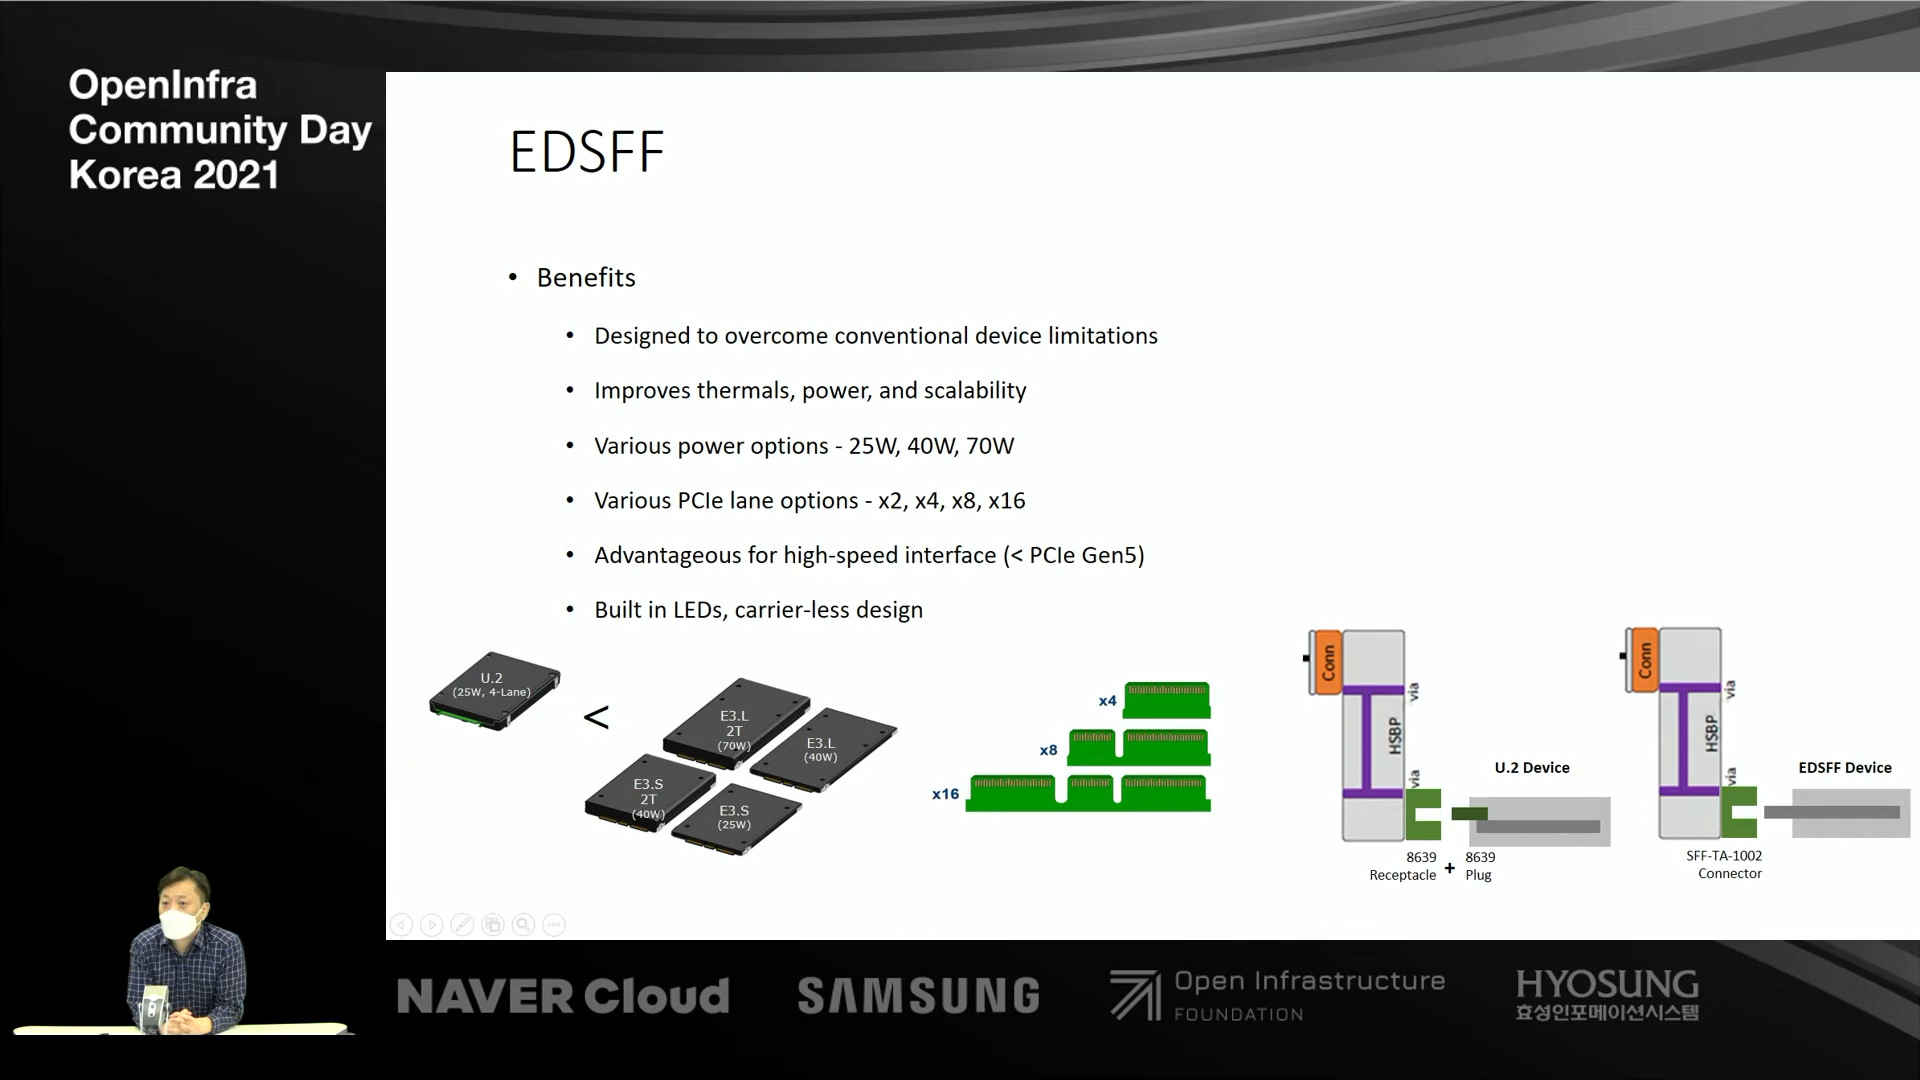 OpenInfra
Community Day
Korea 2021
EDSFF
• Benefits
• Designed to overcome conventional device limitations
• Improves thermals, power, and scalability
• Various power options - 25W, 40W, 70W
• Various PCIe lane options - x2, x4, x8, x16
• Advantageous for high-speed interface (< PCIe Gen5)
• Built in LEDs, carrier-less design
U.2
(25W, 4-Lane)
<
E3.L
2T
(70W)
E3.L
(40W)
E3.S
2T
(40W)
E3.S
(25W)
x4
x8
x16
Conn
via
HSBP
via
U.2 Device
8639
Receptacle
+
8639
Plug
Conn
via
HSBP
via
EDSFF Device
SFF-TA-1002
Connector
NAVER Cloud
SAMSUNG
Open Infrastructure
FOUNDATION
HYOSUNG
효성인포메이션시스템